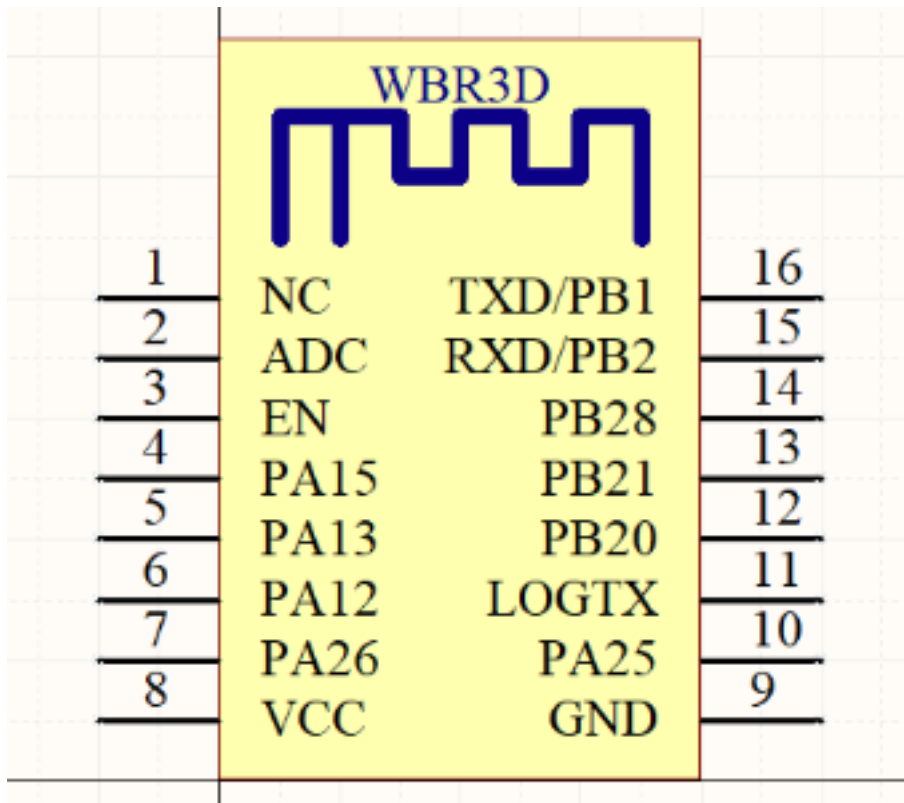 WBR3D
1 NC TXD/PB1 16
2 ADC RXD/PB2 15
3 EN PB28 14
4 PA15 PB21 13
5 PA13 PB20 12
6 PA12 LOGTX 11
7 PA26 PA25 10
8 VCC GND 9